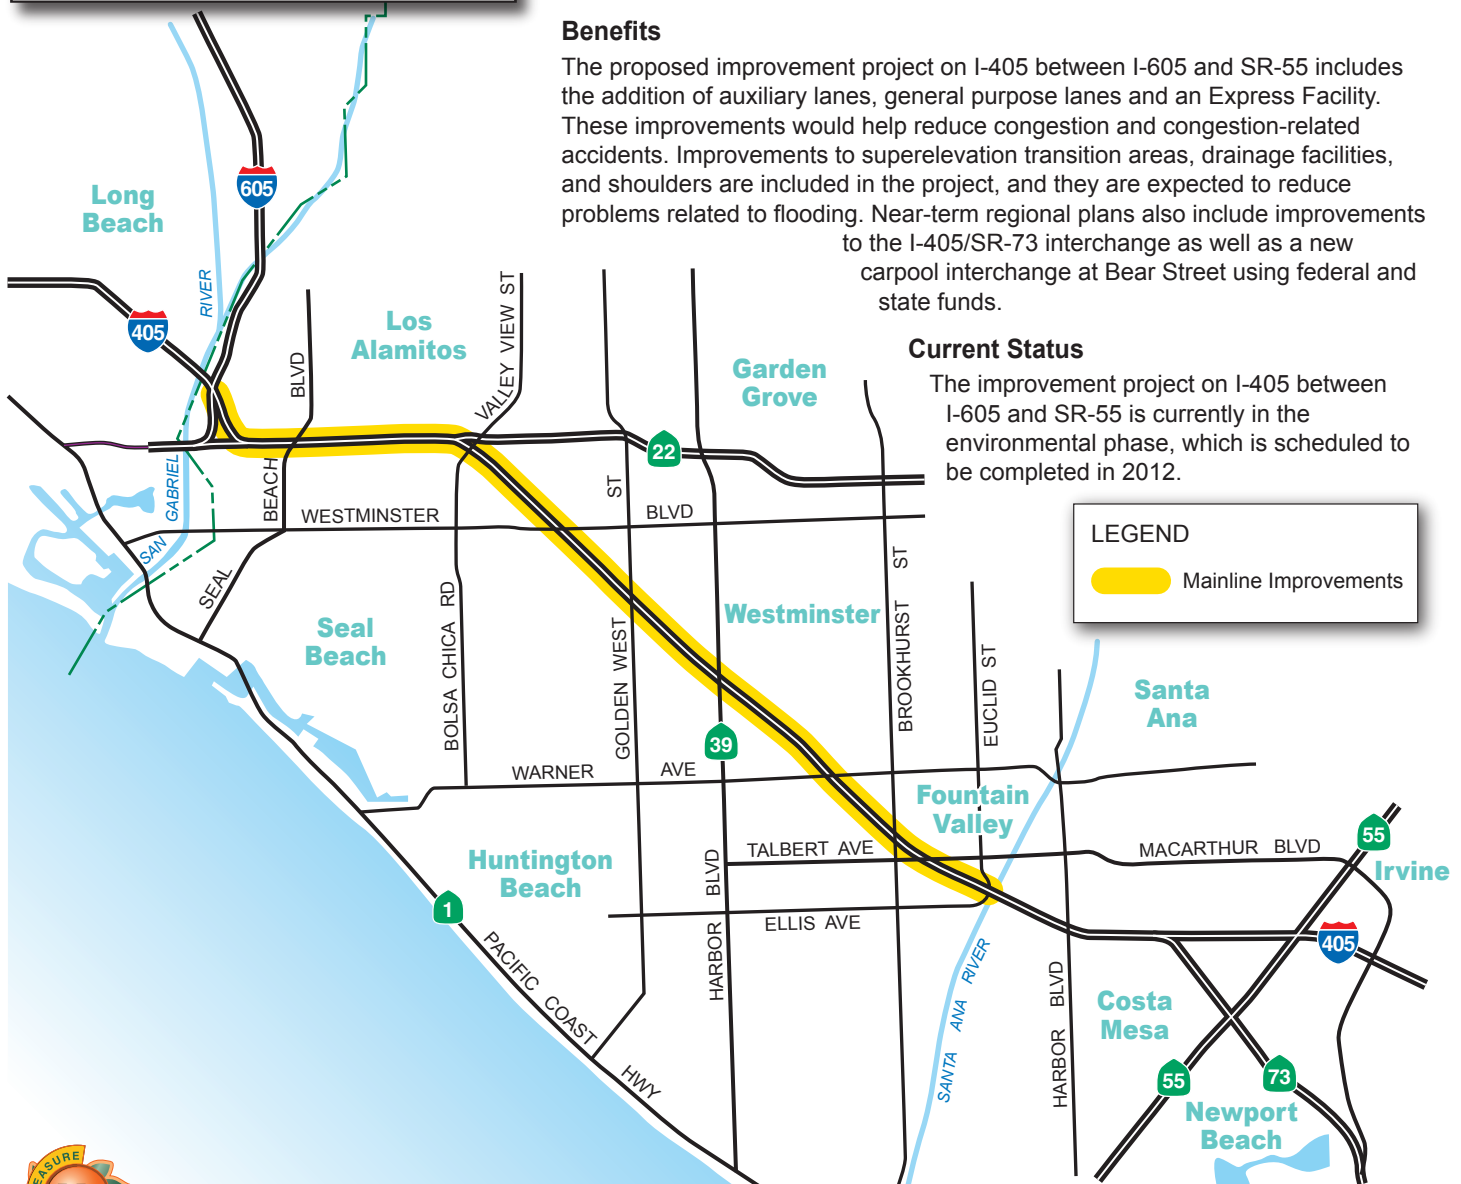 Benefits
The proposed improvement project on I-405 between I-605 and SR-55 includes
the addition of auxiliary lanes, general purpose lanes and an Express Facility.
These improvements would help reduce congestion and congestion-related
accidents. Improvements to superelevation transition areas, drainage facilities,
and shoulders are included in the project, and they are expected to reduce
problems related to flooding. Near-term regional plans also include improvements
to the I-405/SR-73 interchange as well as a new
carpool interchange at Bear Street using federal and
state funds.
Current Status
The improvement project on I-405 between
I-605 and SR-55 is currently in the
environmental phase, which is scheduled to
be completed in 2012.
LEGEND
Mainline Improvements
605
Long
Beach
RIVER
405
Los
Alamitos
BLVD
VALLEY VIEW ST
Garden
Grove
22
GABRIEL
SAN
BEACH
SEAL
WESTMINSTER
BLVD
ST
ST
Seal
Beach
BOLSA CHICA RD
GOLDEN WEST
Westminster
BROOKHURST
EUCLID ST
Santa
Ana
39
WARNER
AVE
Fountain
Valley
TALBERT AVE
MACARTHUR BLVD
55
Irvine
Huntington
Beach
BLVD
1
ELLIS AVE
HARBOR
405
PACIFIC COAST
HWY
SANTA ANA RIVER
HARBOR BLVD
Costa
Mesa
55
73
Newport
Beach
EASURE